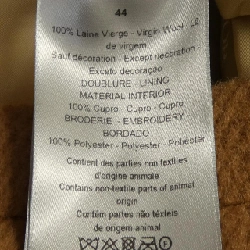 44
100% Laine Vierge - Virgin Wool - Lã
de virgem
Sauf décoration - Except decoration
Exceto decoração
DOUBLURE - LINING
MATERIAL INTERIOR
100% Cupro - Cupro - Cupro
BRODERIE - EMBROIDERY
BORDADO
100% Polyester - Polyester - Poliéster
Contient des parties non textiles
d'origine animale
Contains non-textile parts of animal
origin
Contém partes não têxteis
de origem animal